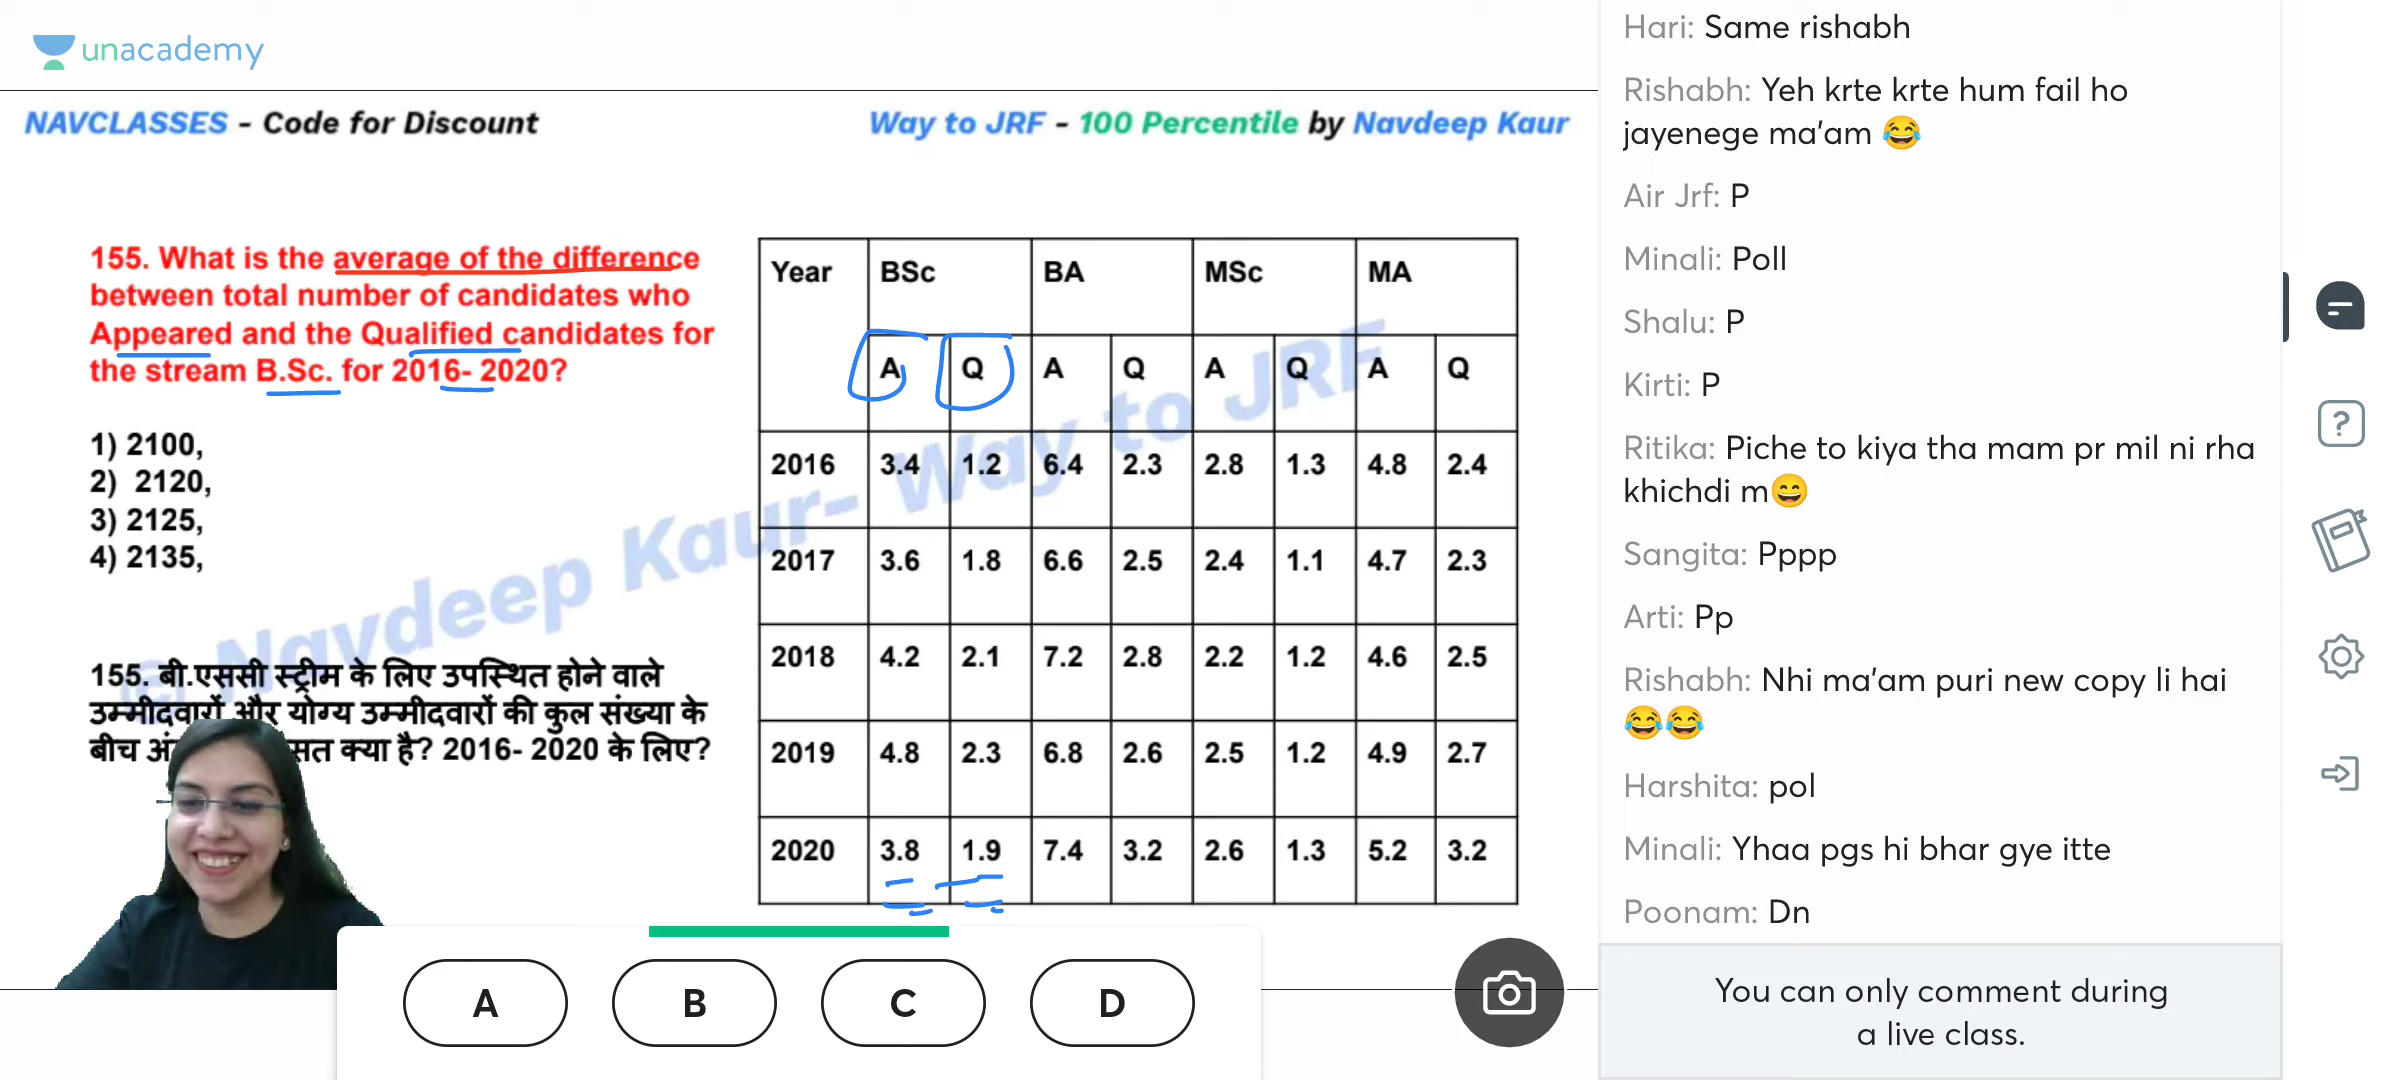 unacademy
NAVCLASSES - Code for Discount
Way to JRF - 100 Percentile by Navdeep Kaur
155. What is the average of the difference
between total number of candidates who
Appeared and the Qualified candidates for
the stream B.Sc. for 2016- 2020?
1) 2100,
2) 2120,
3) 2125,
4) 2135,
155. बी.एससी स्ट्रीम के लिए उपस्थित होने वाले
उम्मीदवारों और योग्य उम्मीदवारों की कुल संख्या के
बीच क्या है? 2016- 2020 के लिए?
Year BSc BA MSc MA
A Q A Q A Q A Q
2016 3.4 1.2 6.4 2.3 2.8 1.3 4.8 2.4
2017 3.6 1.8 6.6 2.5 2.4 1.1 4.7 2.3
2018 4.2 2.1 7.2 2.8 2.2 1.2 4.6 2.5
2019 4.8 2.3 6.8 2.6 2.5 1.2 4.9 2.7
2020 3.8 1.9 7.4 3.2 2.6 1.3 5.2 3.2
© Navdeep Kaur- Way to JRF
A B C D
Hari: Same rishabh
Rishabh: Yeh krte krte hum fail ho
jayenege ma'am 😂
Air Jrf: P
Minali: Poll
Shalu: P
Kirti: P
Ritika: Piche to kiya tha mam pr mil ni rha
khichdi m😄
Sangita: Pppp
Arti: Pp
Rishabh: Nhi ma'am puri new copy li hai
😂😂
Harshita: pol
Minali: Yhaa pgs hi bhar gye itte
Poonam: Dn
You can only comment during
a live class.
?